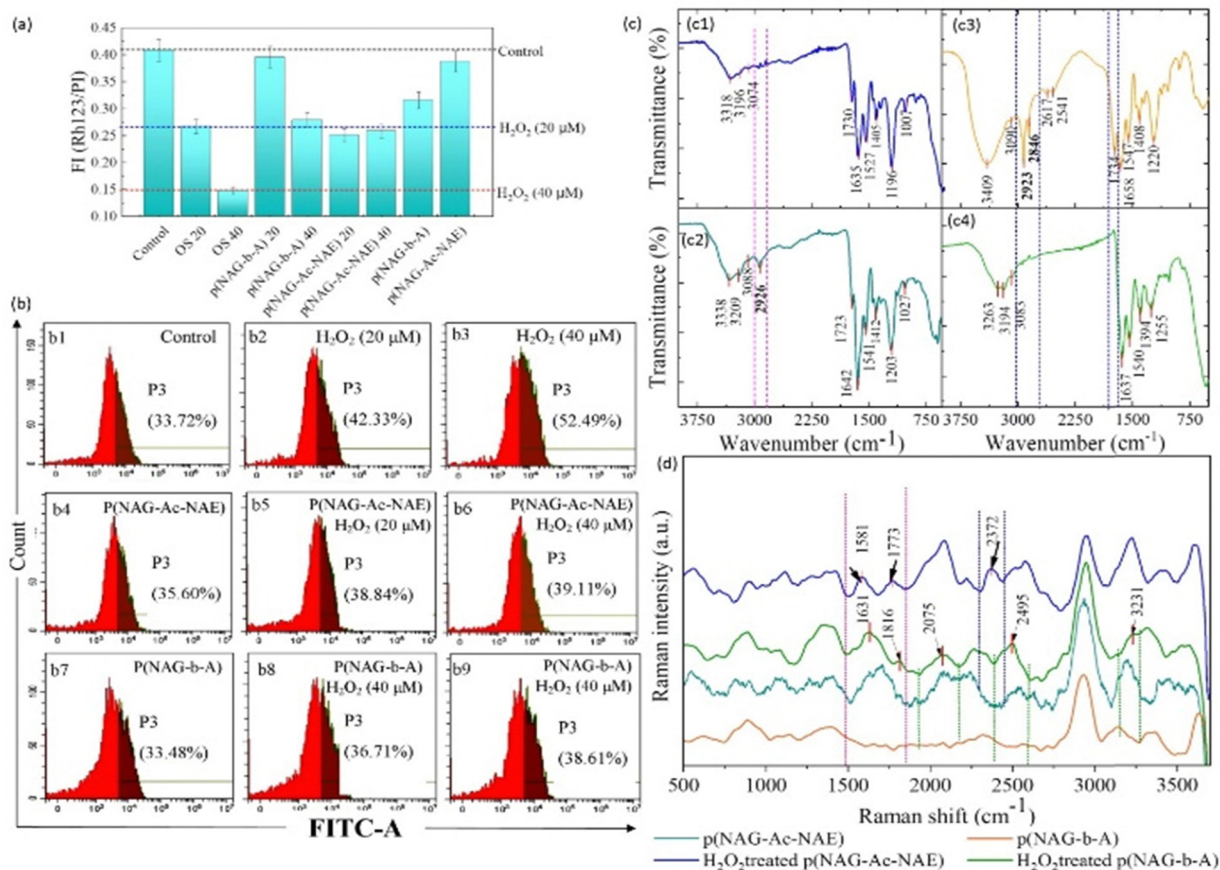 (a)
FI (Rh123/PI)
0.45
0.40
0.35
0.30
0.25
0.20
0.15
0.10
Control
H₂O₂ (20 µM)
H₂O₂ (40 µM)
Control
OS 20
OS 40
p(NAG-b-A) 20
p(NAG-b-A) 40
p(NAG-Ac-NAE) 20
p(NAG-Ac-NAE) 40
p(NAG-b-A)
p(NAG-Ac-NAE)
(b)
Count
b1
Control
P3
(33.72%)
b2
H₂O₂ (20 µM)
P3
(42.33%)
b3
H₂O₂ (40 µM)
P3
(52.49%)
b4
P(NAG-Ac-NAE)
P3
(35.60%)
b5
P(NAG-Ac-NAE)
H₂O₂ (20 µM)
P3
(38.84%)
b6
P(NAG-Ac-NAE)
H₂O₂ (40 µM)
P3
(39.11%)
b7
P(NAG-b-A)
P3
(33.48%)
b8
P(NAG-b-A)
H₂O₂ (40 µM)
P3
(36.71%)
b9
P(NAG-b-A)
H₂O₂ (40 µM)
P3
(38.61%)
FITC-A
(c)
(c1)
Transmittance (%)
3318
3196
3074
1730
1635
1527
1405
1196
1007
(c2)
Transmittance (%)
3338
3209
3088
2926
1723
1642
1541
1412
1203
1027
3750 3000 2250 1500 750
Wavenumber (cm⁻¹)
(c3)
Transmittance (%)
3409
3090
2923
2846
2617
2541
1734
1658
1547
1408
1220
(c4)
Transmittance (%)
3263
3194
3083
1637
1540
1394
1255
3750 3000 2250 1500 750
Wavenumber (cm⁻¹)
(d)
Raman intensity (a.u.)
1581
1773
2372
1631
1816
2075
2495
3231
500 1000 1500 2000 2500 3000 3500
Raman shift (cm⁻¹)
p(NAG-Ac-NAE)
p(NAG-b-A)
H₂O₂treated p(NAG-Ac-NAE)
H₂O₂treated p(NAG-b-A)